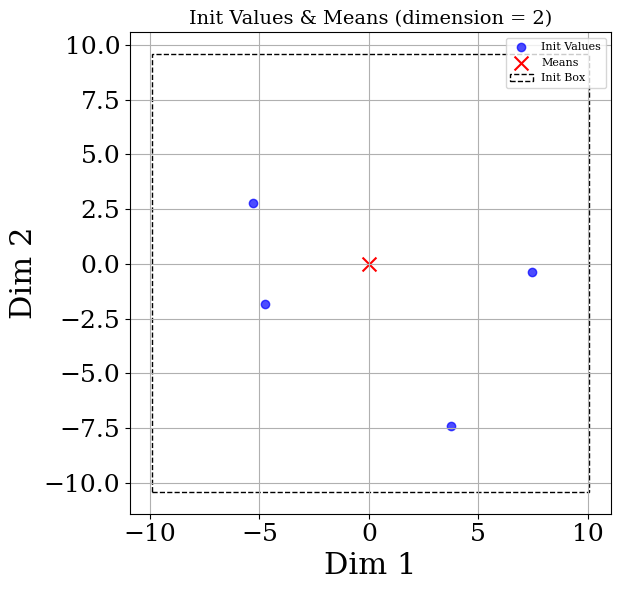 Init Values & Means (dimension = 2)
Init Values
Means
Init Box
10.0
7.5
5.0
2.5
0.0
−2.5
−5.0
−7.5
−10.0
Dim 2
−10 −5 0 5 10
Dim 1